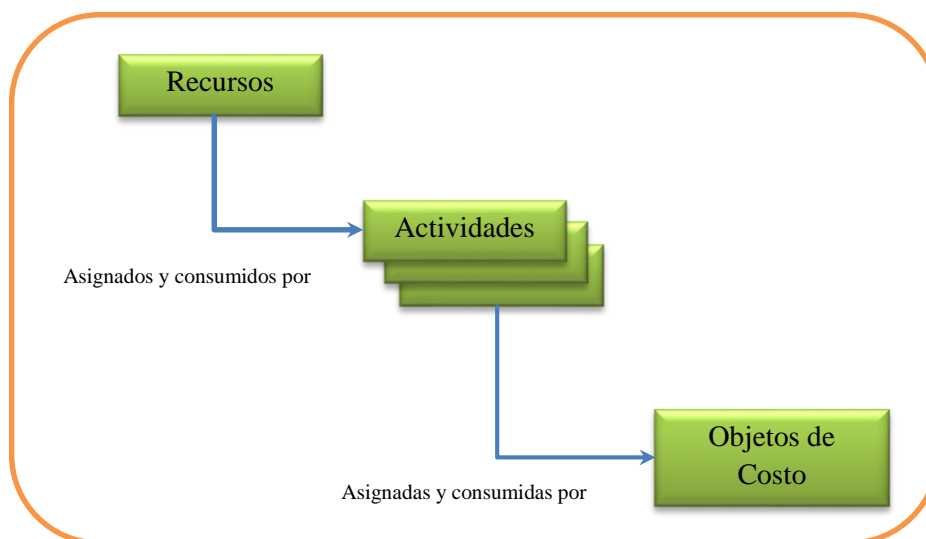 Recursos
Actividades
Asignados y consumidos por
Objetos de
Costo
Asignadas y consumidas por